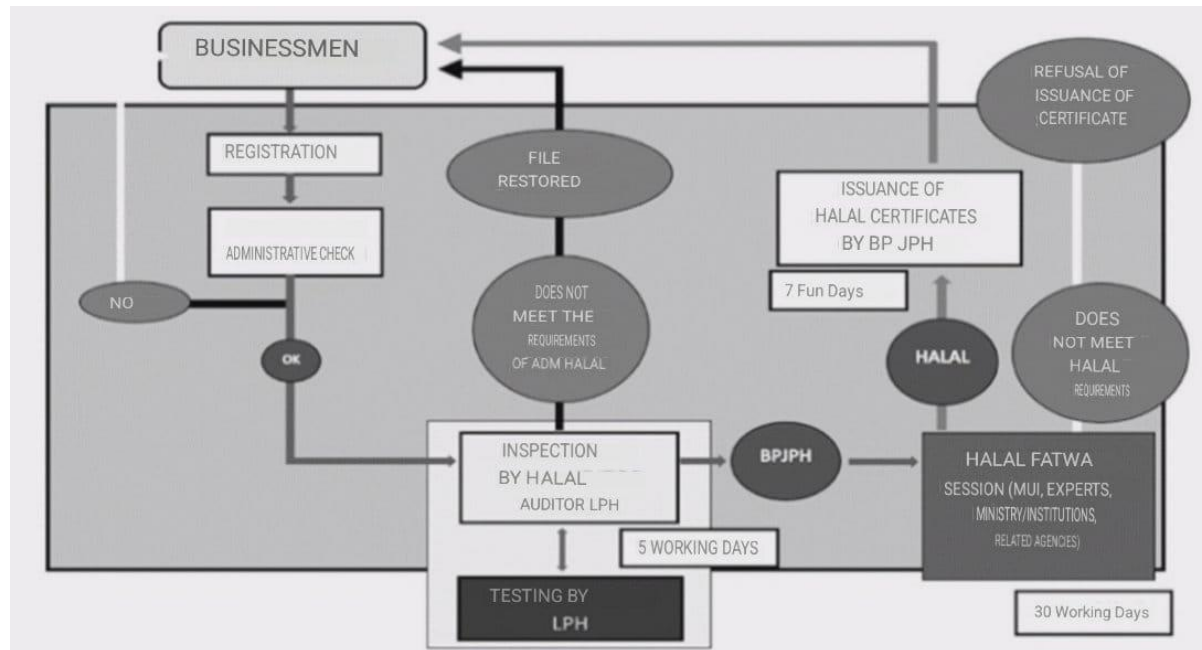 BUSINESSMEN
REGISTRATION
ADMINISTRATIVE CHECK
NO
OK
FILE
RESTORED
DOES NOT
MEET THE
REQUIREMENTS
OF ADM HALAL
INSPECTION
BY HALAL
AUDITOR LPH
5 WORKING DAYS
TESTING BY
LPH
BPJPH
HALAL FATWA
SESSION (MUI, EXPERTS,
MINISTRY/INSTITUTIONS,
RELATED AGENCIES)
30 Working Days
HALAL
7 Fun Days
ISSUANCE OF
HALAL CERTIFICATES
BY BP JPH
DOES
NOT MEET
HALAL
REQUIREMENTS
REFUSAL OF
ISSUANCE OF
CERTIFICATE